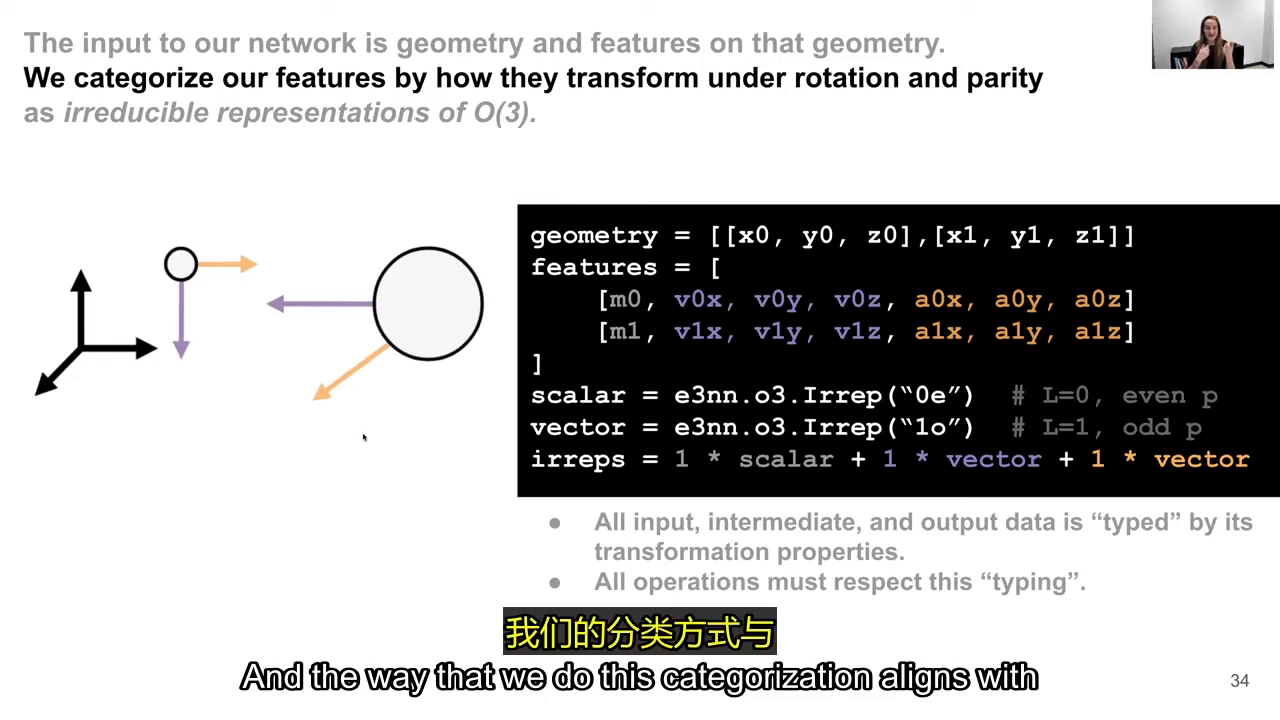 The input to our network is geometry and features on that geometry.
We categorize our features by how they transform under rotation and parity
as irreducible representations of O(3).
geometry = [[x0, y0, z0],[x1, y1, z1]]
features = [
[m0, v0x, v0y, v0z, a0x, a0y, a0z]
[m1, v1x, v1y, v1z, a1x, a1y, a1z]
]
scalar = e3nn.o3.Irrep(“0e”) # L=0, even p
vector = e3nn.o3.Irrep(“1o”) # L=1, odd p
irreps = 1 * scalar + 1 * vector + 1 * vector
● All input, intermediate, and output data is “typed” by its
transformation properties.
● All operations must respect this “typing”.
我们的分类方式与
And the way that we do this categorization aligns with
34